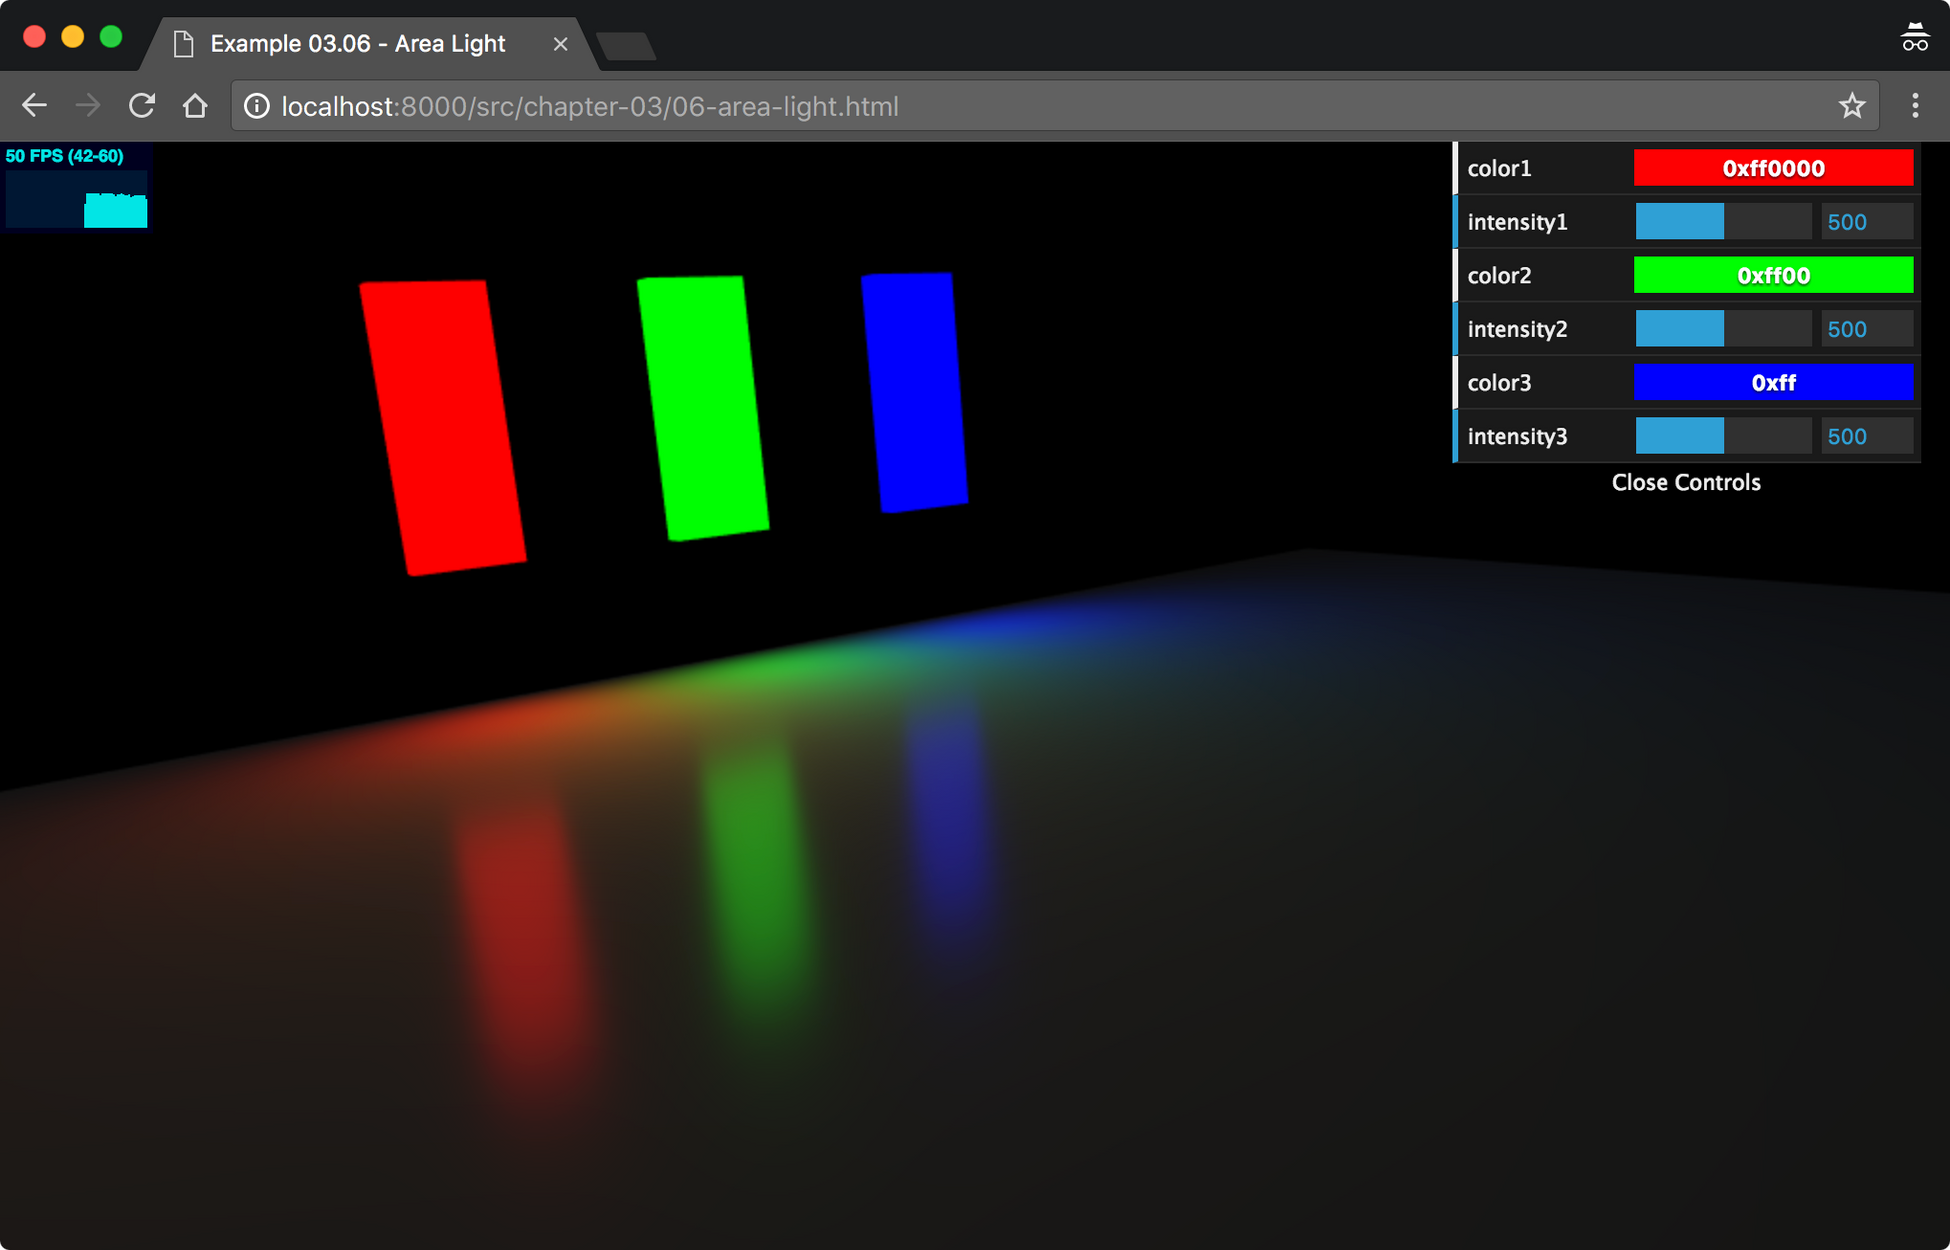 Example 03.06 - Area Light
localhost:8000/src/chapter-03/06-area-light.html
50 FPS (42-60)
color1 0xff0000
intensity1 500
color2 0xff00
intensity2 500
color3 0xff
intensity3 500
Close Controls